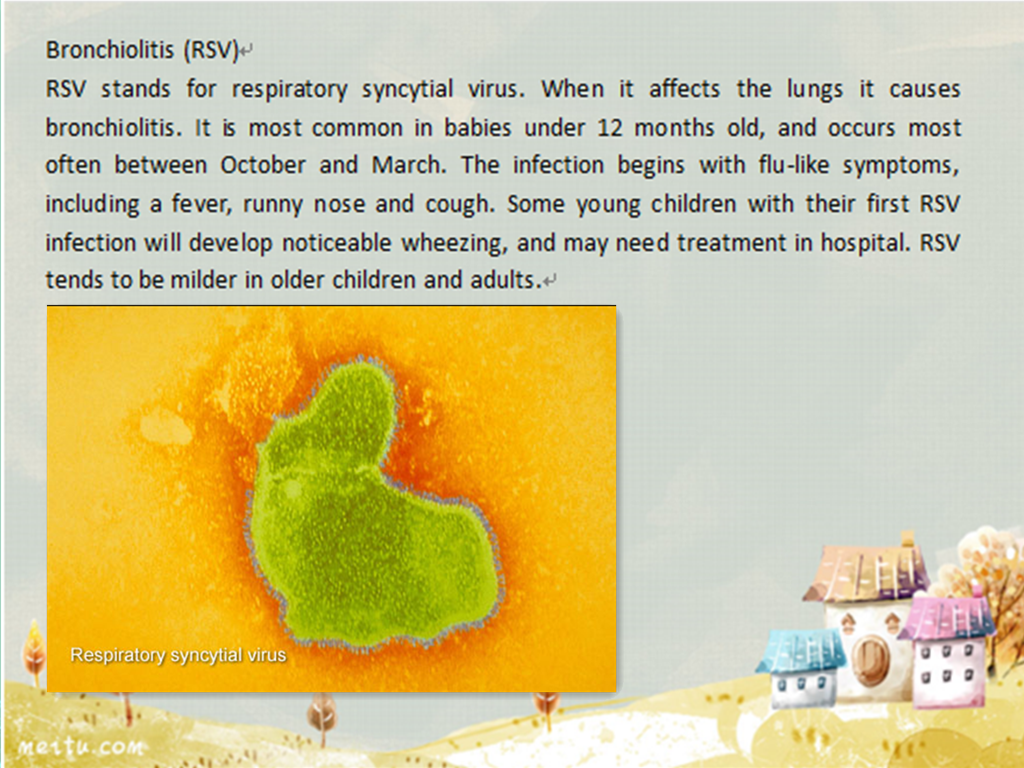 Bronchiolitis (RSV)↵
RSV stands for respiratory syncytial virus. When it affects the lungs it causes
bronchiolitis. It is most common in babies under 12 months old, and occurs most
often between October and March. The infection begins with flu-like symptoms,
including a fever, runny nose and cough. Some young children with their first RSV
infection will develop noticeable wheezing, and may need treatment in hospital. RSV
tends to be milder in older children and adults.↵
Respiratory syncytial virus
meitu.com